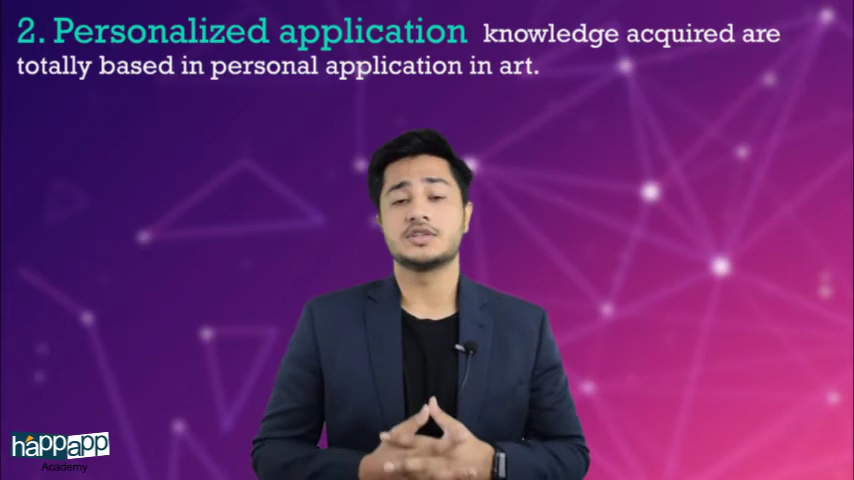 2. Personalized application knowledge acquired are
totally based in personal application in art.
happapp
Academy